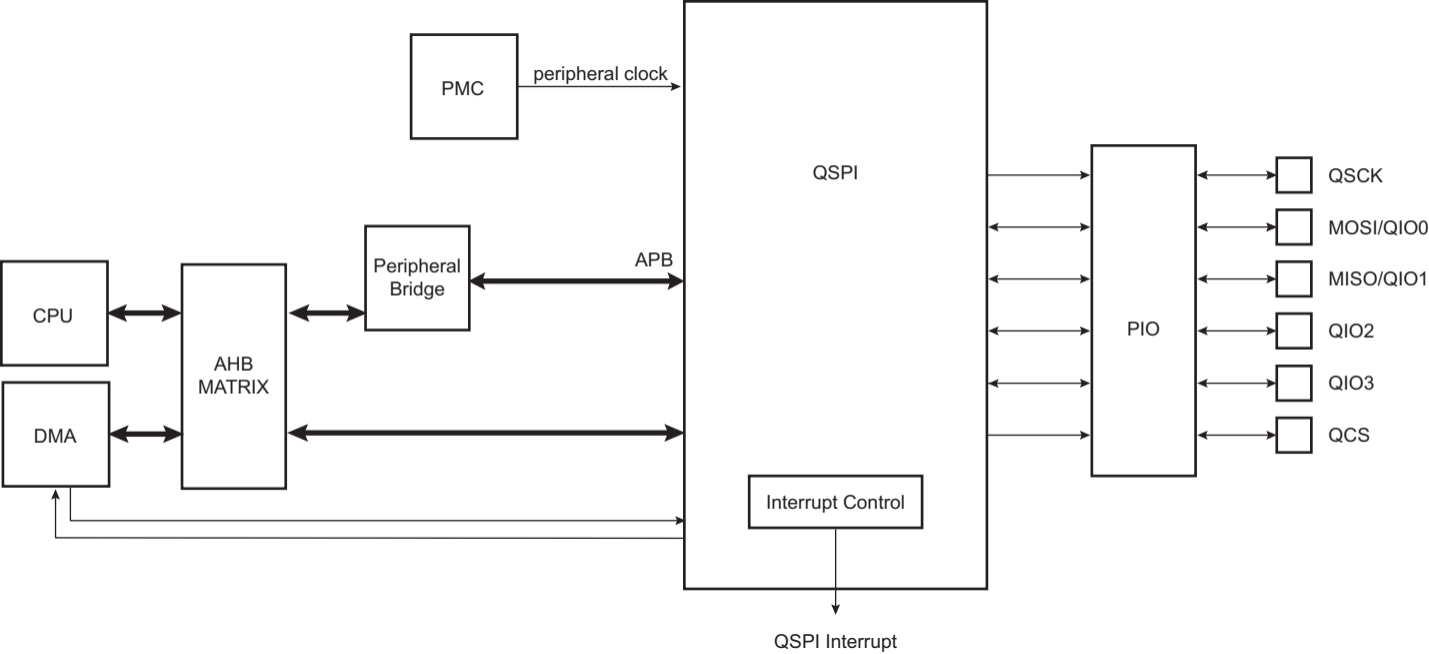 PMC
peripheral clock
QSPI
QSCK
MOSI/QIO0
Peripheral
Bridge
APB
MISO/QIO1
CPU
AHB
MATRIX
PIO
QIO2
QIO3
DMA
QCS
Interrupt Control
QSPI Interrupt